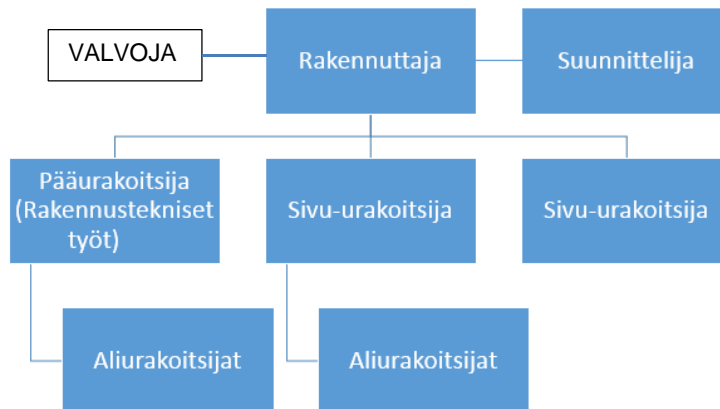 VALVOJA
Rakennuttaja
Suunnittelija
Pääurakoitsija
(Rakennustekniset
työt)
Sivu-urakoitsija
Sivu-urakoitsija
Aliurakoitsijat
Aliurakoitsijat